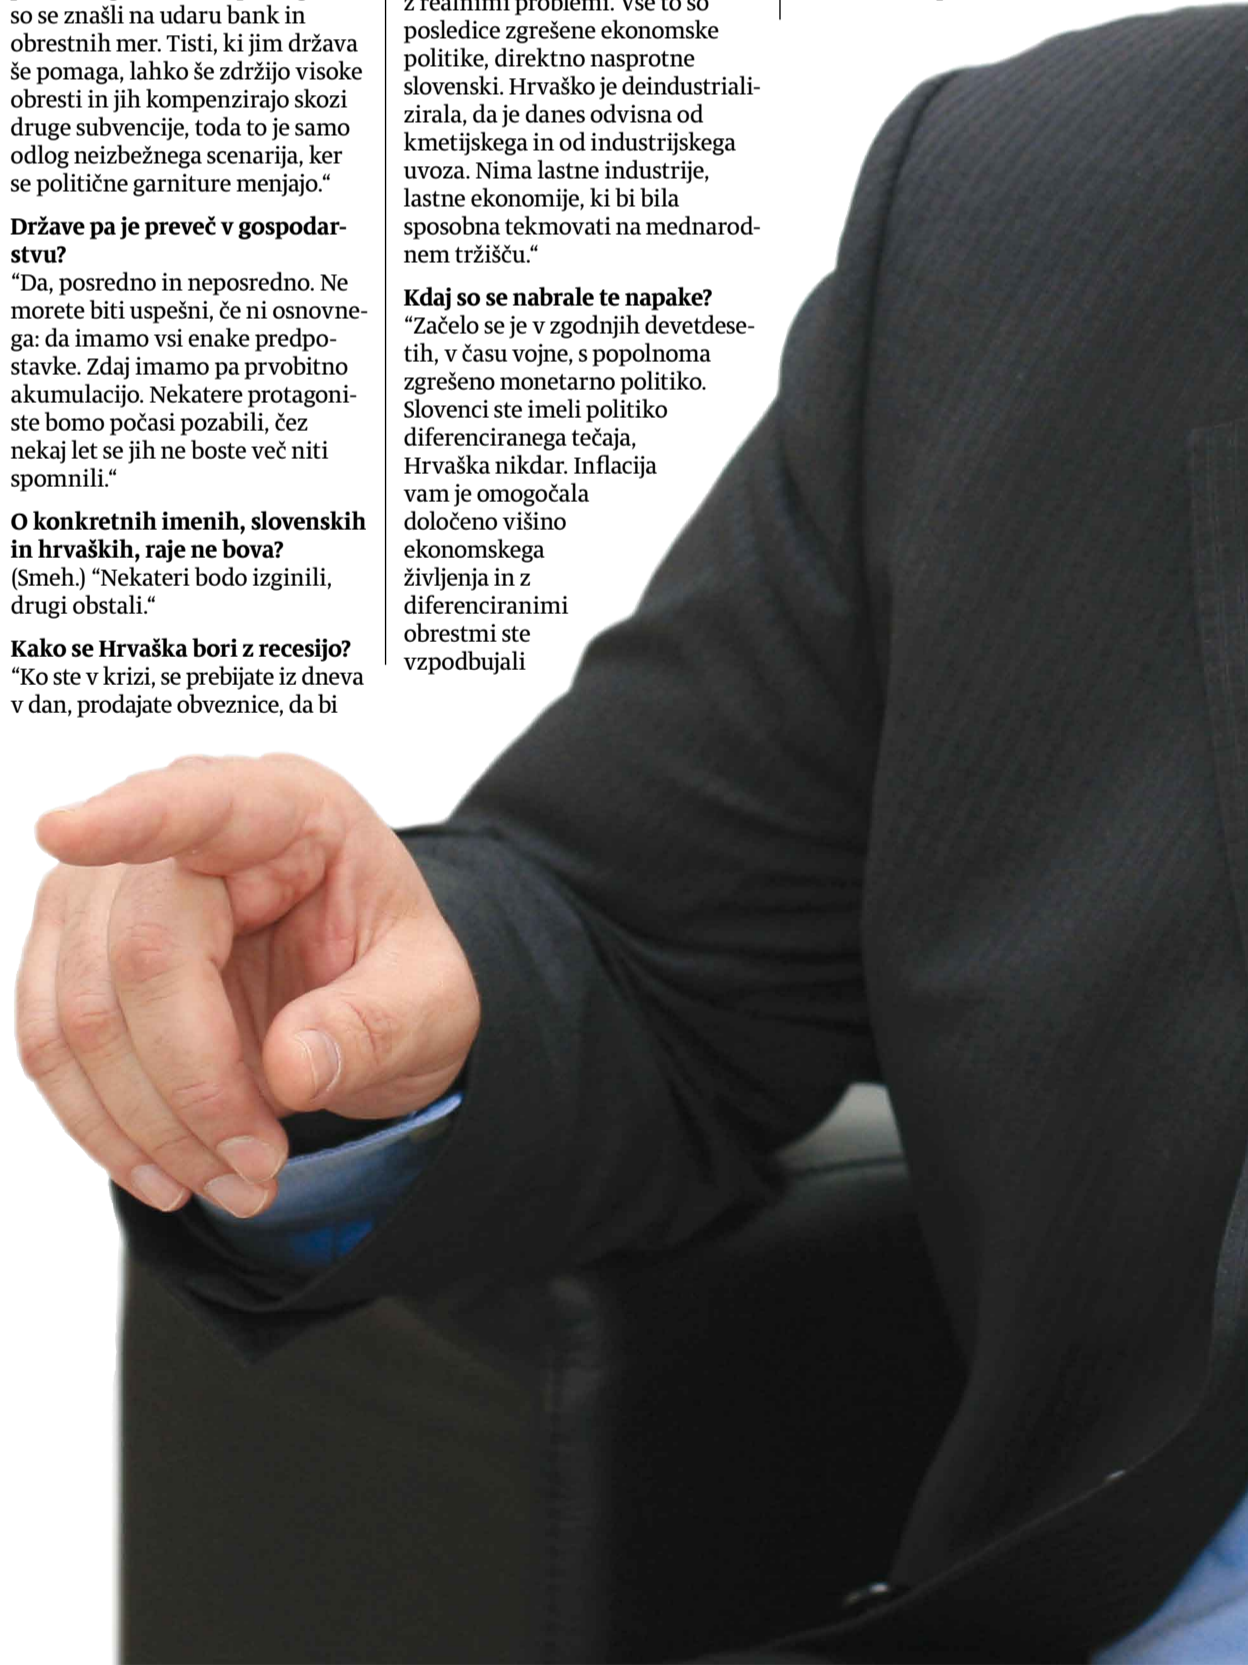 so se znašli na udaru bank in
obrestnih mer. Tisti, ki jim država
še pomaga, lahko še zdržijo visoke
obresti in jih kompenzirajo skozi
druge subvencije, toda to je samo
odlog neizbežnega scenarija, ker
se politične garniture menjajo.“
Države pa je preveč v gospodar-
stvu?
“Da, posredno in neposredno. Ne
morete biti uspešni, če ni osnovne-
ga: da imamo vsi enake predpo-
stavke. Zdaj imamo pa prvobitno
akumulacijo. Nekatere protagoni-
ste bomo počasi pozabili, čez
nekaj let se jih ne boste več niti
spomnili.“
O konkretnih imenih, slovenskih
in hrvaških, raje ne bova?
(Smeh.) “Nekateri bodo izginili,
drugi obstali.“
Kako se Hrvaška bori z recesijo?
“Ko ste v krizi, se prebijate iz dneva
v dan, prodajate obveznice, da bi
z realnimi problemi. Vse to so
posledice zgrešene ekonomske
politike, direktno nasprotne
slovenski. Hrvaško je deindustriali-
zirala, da je danes odvisna od
kmetijskega in od industrijskega
uvoza. Nima lastne industrije,
lastne ekonomije, ki bi bila
sposobna tekmovati na mednarod-
nem tržišču.“
Kdaj so se nabrale te napake?
“Začelo se je v zgodnjih devetdese-
tih, v času vojne, s popolnoma
zgrešeno monetarno politiko.
Slovenci ste imeli politiko
diferenciranega tečaja,
Hrvaška nikdar. Inflacija
vam je omogočala
določeno višino
ekonomskega
življenja in z
diferenciranimi
obrestmi ste
vzpodbujali